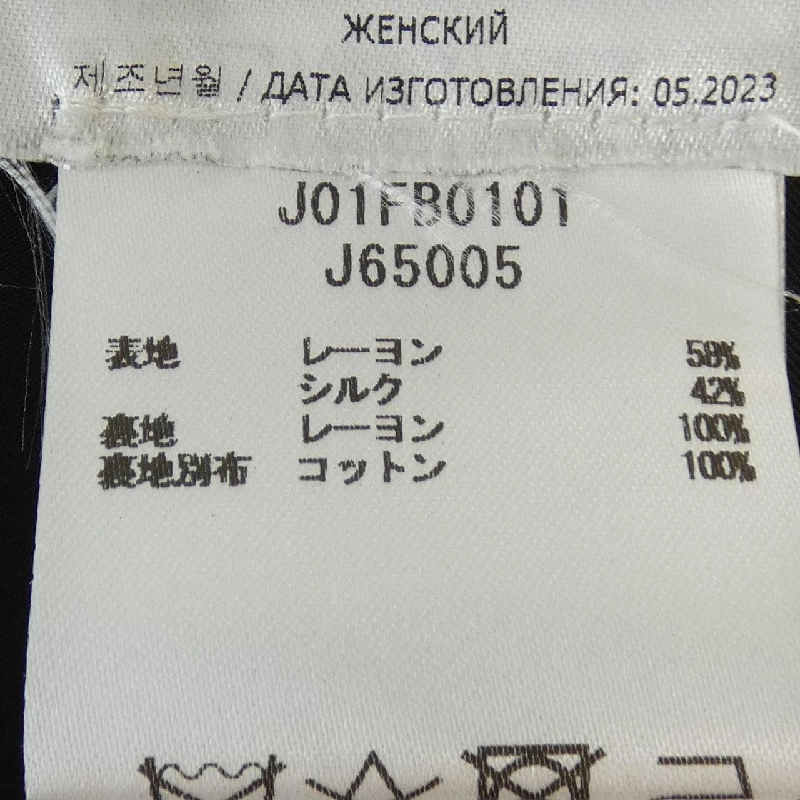 ЖЕНСКИЙ
제조년월 / ДАТА ИЗГОТОВЛЕНИЯ: 05.2023
J01FB0101
J65005
表地 レーヨン 58%
シルク 42%
裏地 レーヨン 100%
裏地別布 コットン 100%